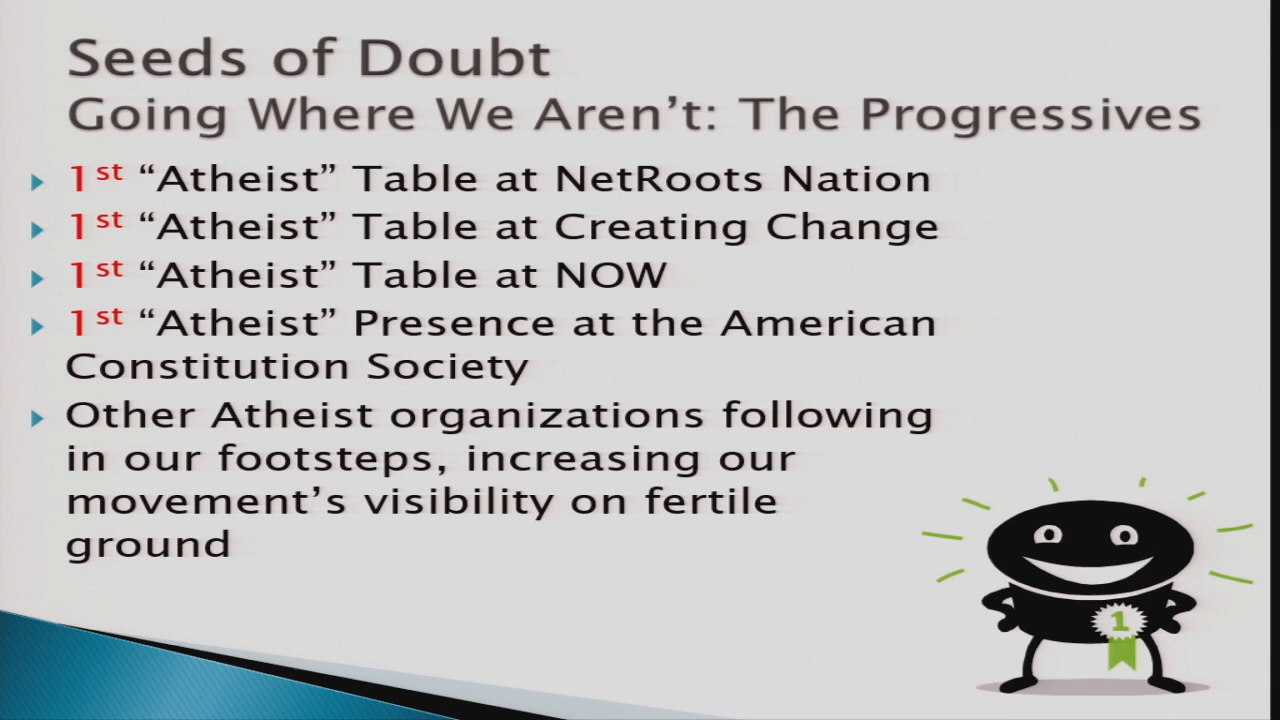 Seeds of Doubt
Going Where We Aren’t: The Progressives
1st “Atheist” Table at NetRoots Nation
1st “Atheist” Table at Creating Change
1st “Atheist” Table at NOW
1st “Atheist” Presence at the American
Constitution Society
Other Atheist organizations following
in our footsteps, increasing our
movement’s visibility on fertile
ground
1